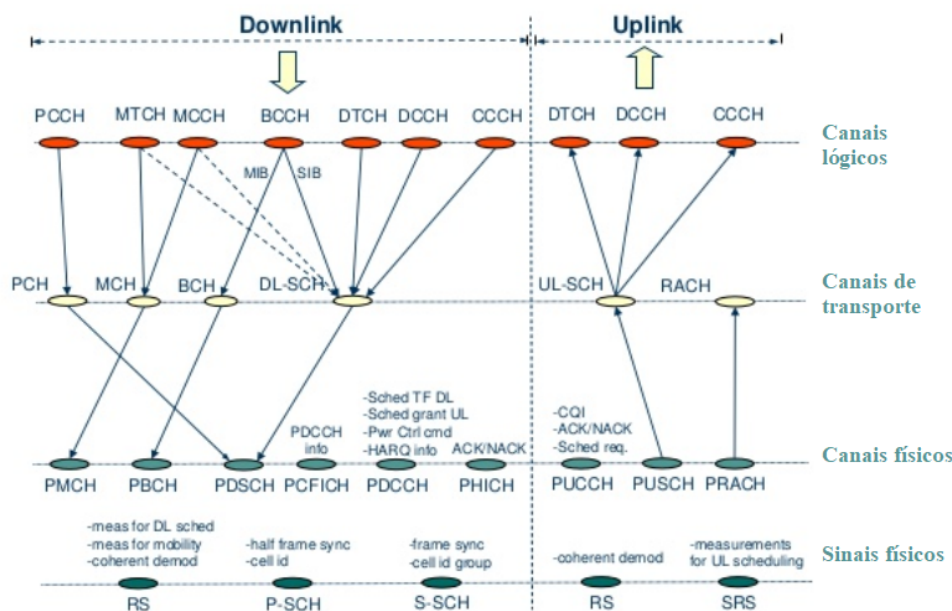 Downlink
Uplink
PCCH
MTCH
MCCH
BCCH
DTCH
DCCH
CCCH
DTCH
DCCH
CCCH
Canais
lógicos
MIB
SIB
PCH
MCH
BCH
DL-SCH
UL-SCH
RACH
Canais de
transporte
-Sched TF DL
-Sched grant UL
-Pwr Ctrl cmd
-HARQ info
PDCCH
info
ACK/NACK
-CQI
-ACK/NACK
-Sched req.
Canais físicos
PMCH
PBCH
PDSCH
PCFICH
PDCCH
PHICH
PUCCH
PUSCH
PRACH
-meas for DL sched
-meas for mobility
-coherent demod
-half frame sync
-cell id
-frame sync
-cell id group
-coherent demod
-measurements
for UL scheduling
Sinais físicos
RS
P-SCH
S-SCH
RS
SRS